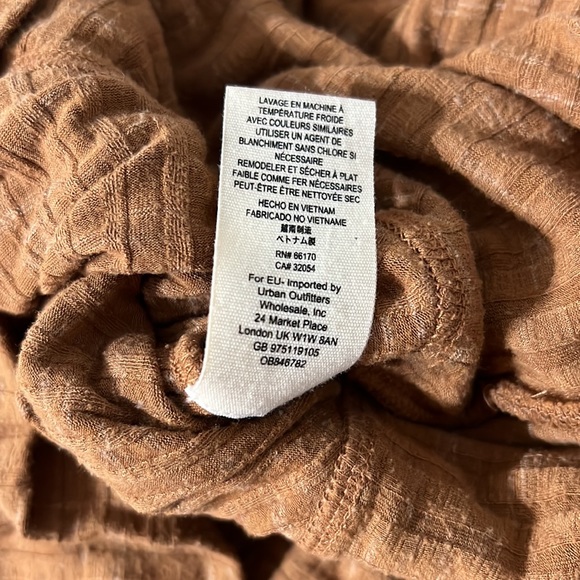 LAVAGE EN MACHINE À
TEMPÉRATURE FROIDE
AVEC COULEURS SIMILAIRES
UTILISER UN AGENT DE
BLANCHIMENT SANS CHLORE SI
NÉCESSAIRE
REMODELER ET SÉCHER À PLAT
FAIBLE COMME FER NÉCESSAIRES
PEUT-ÊTRE ÊTRE NETTOYÉE SEC
HECHO EN VIETNAM
FABRICADO NO VIETNAME
越南制造
ベトナム製
RN# 66170
CA# 32054
For EU- Imported by
Urban Outfitters
Wholesale, Inc
24 Market Place
London UK W1W 8AN
GB 975119105
OB846782